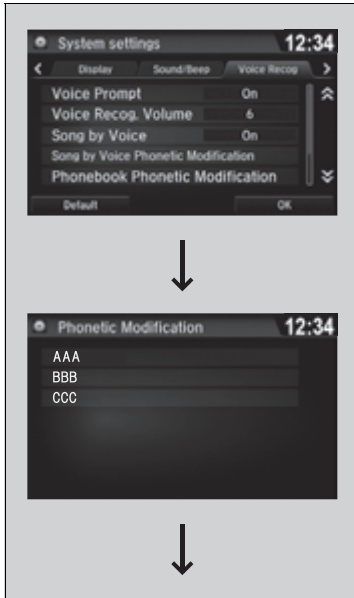 System settings 12:34
Display Sound/Beep Voice Recog
Voice Prompt On
Voice Recog. Volume 6
Song by Voice On
Song by Voice Phonetic Modification
Phonebook Phonetic Modification
Default OK
Phonetic Modification 12:34
AAA
BBB
CCC